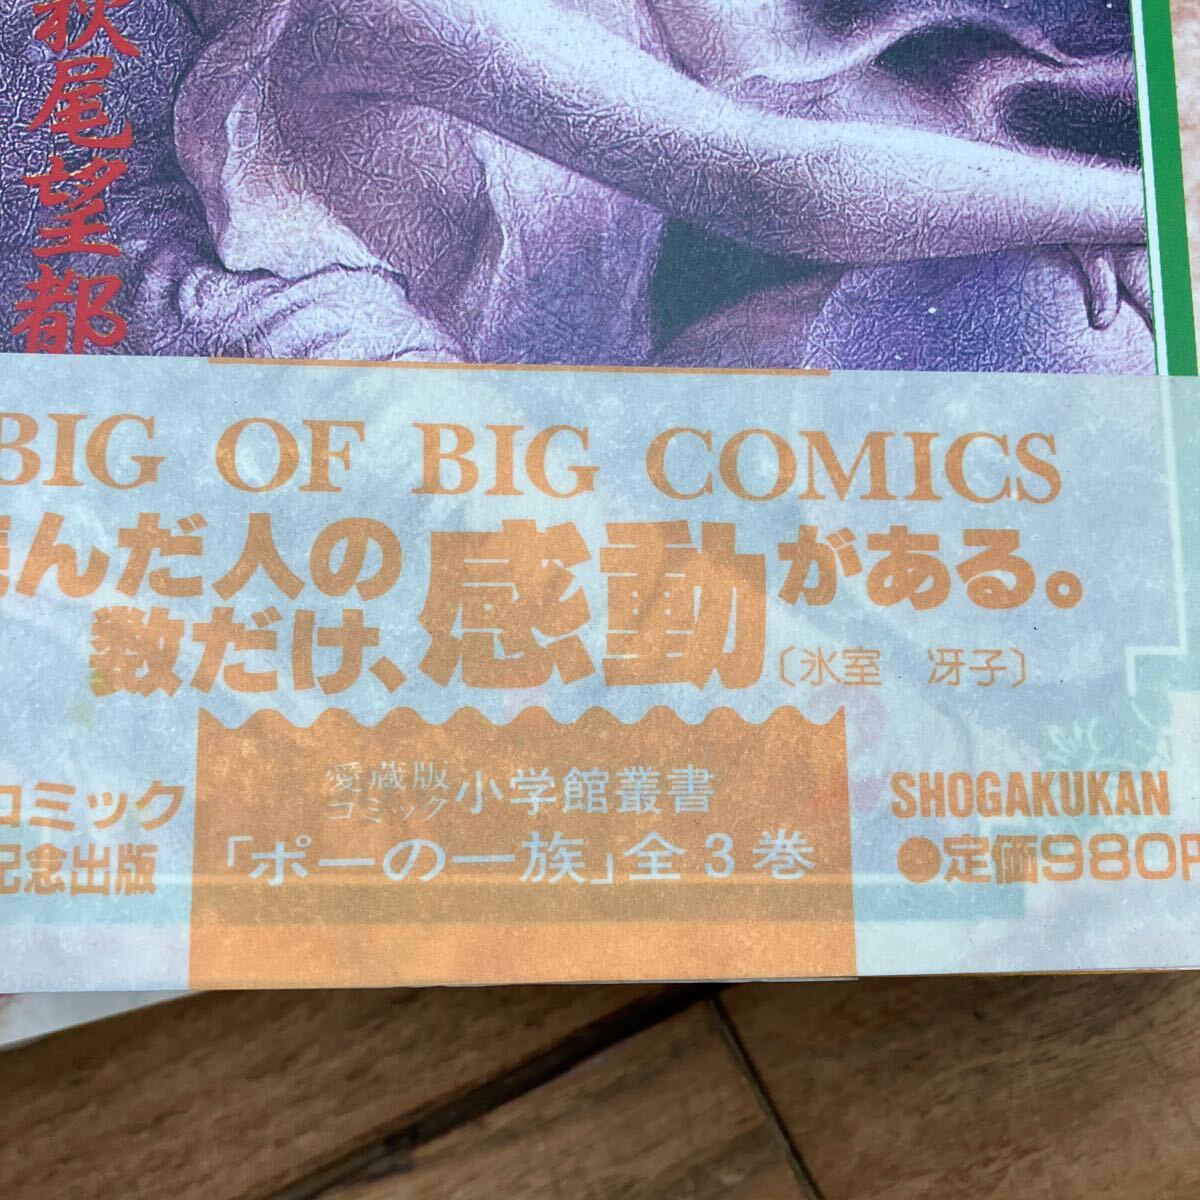 萩尾望都
BIG OF BIG COMICS
読んだ人の
数だけ、感動がある。
〔氷室 冴子〕
愛蔵版
コミック
小学館叢書
「ポーの一族」全3巻
コミック
記念出版
SHOGAKUKAN
●定価980円